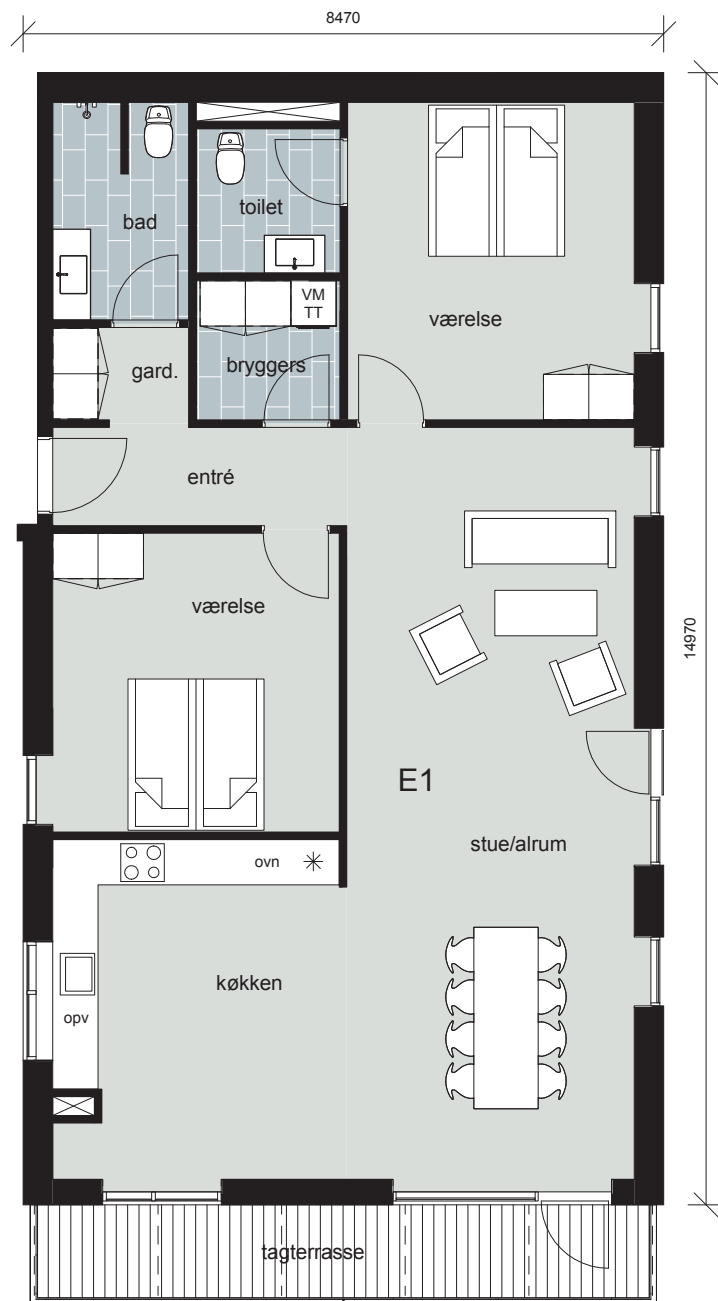 8470
bad
toilet
VM
TT
værelse
gard.
bryggers
entré
værelse
14970
E1
stue/alrum
ovn
køkken
opv
tagterrasse